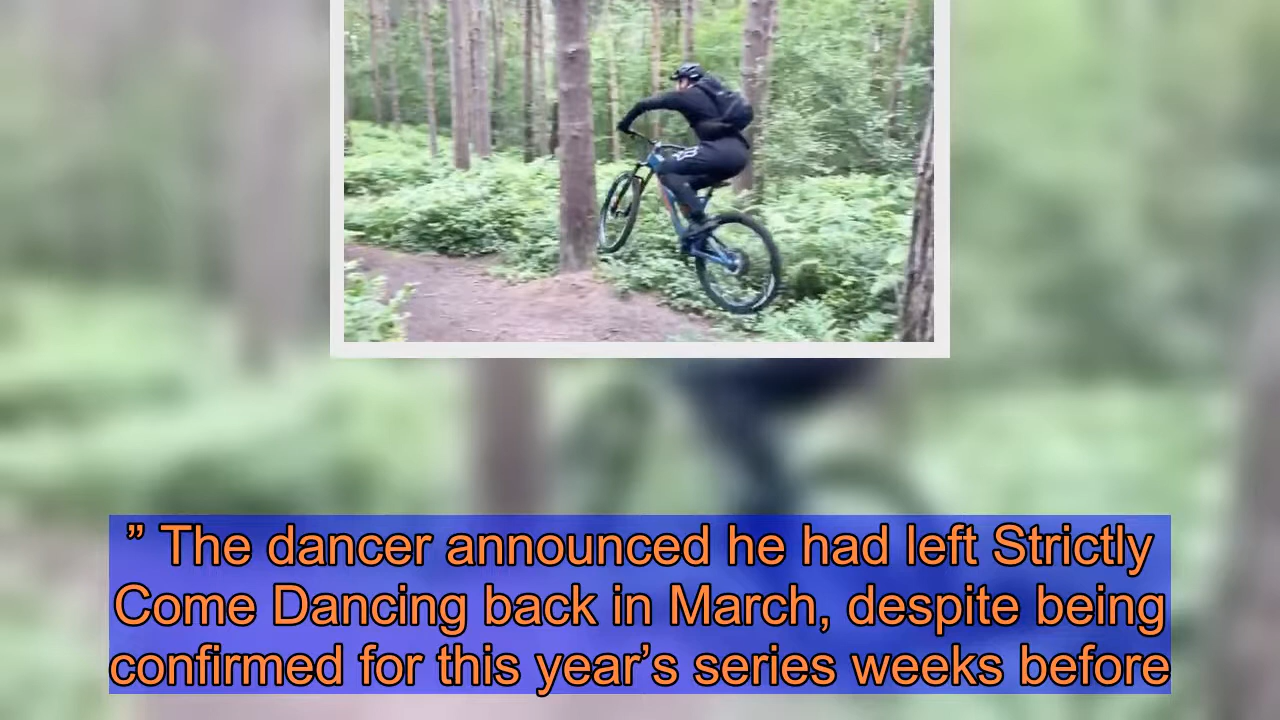 ” The dancer announced he had left Strictly
Come Dancing back in March, despite being
confirmed for this year’s series weeks before